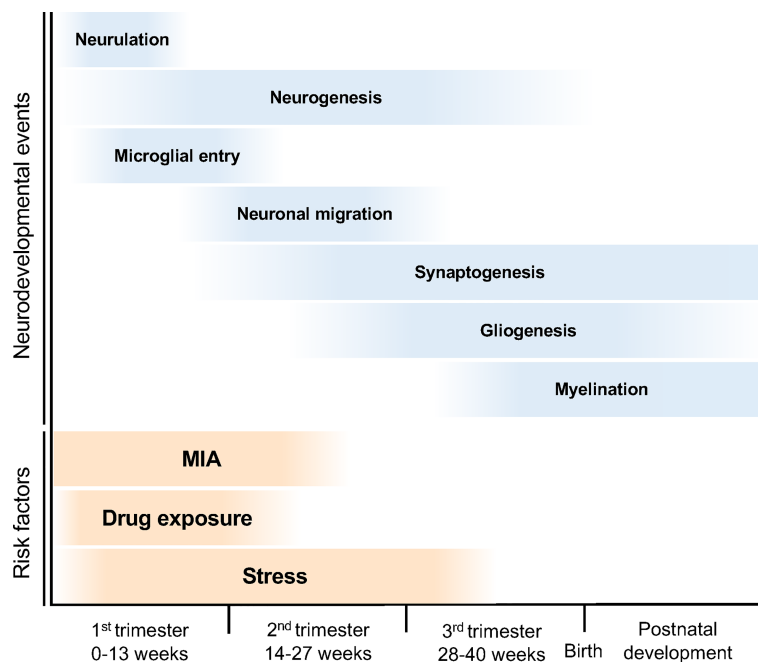 Neurodevelopmental events
Neurulation
Neurogenesis
Microglial entry
Neuronal migration
Synaptogenesis
Gliogenesis
Myelination
Risk factors
MIA
Drug exposure
Stress
1st trimester
0-13 weeks
2nd trimester
14-27 weeks
3rd trimester
28-40 weeks
Birth
Postnatal
development